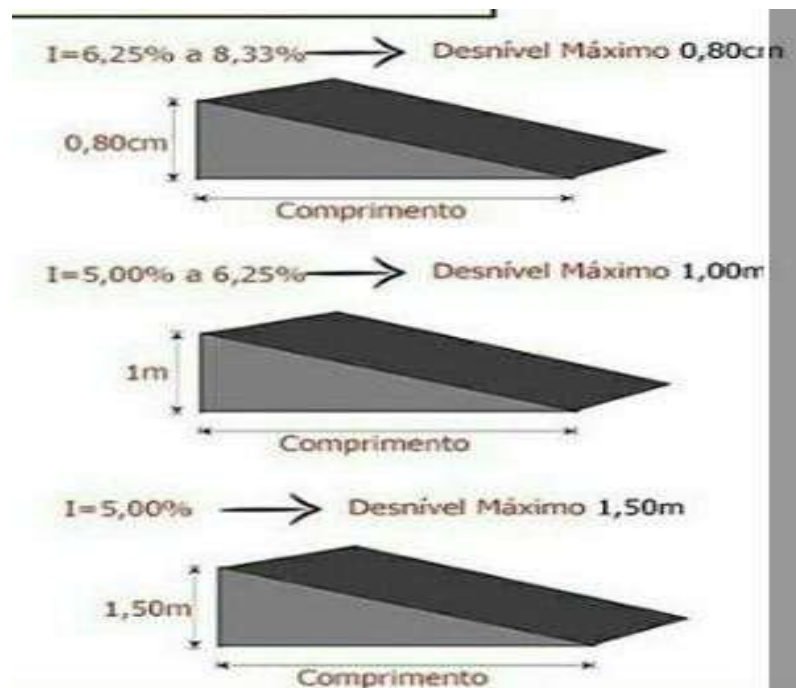 I=6,25% a 8,33% Desnível Máximo 0,80cm
0,80cm
Comprimento
I=5,00% a 6,25% Desnível Máximo 1,00m
1m
Comprimento
I=5,00% Desnível Máximo 1,50m
1,50m
Comprimento